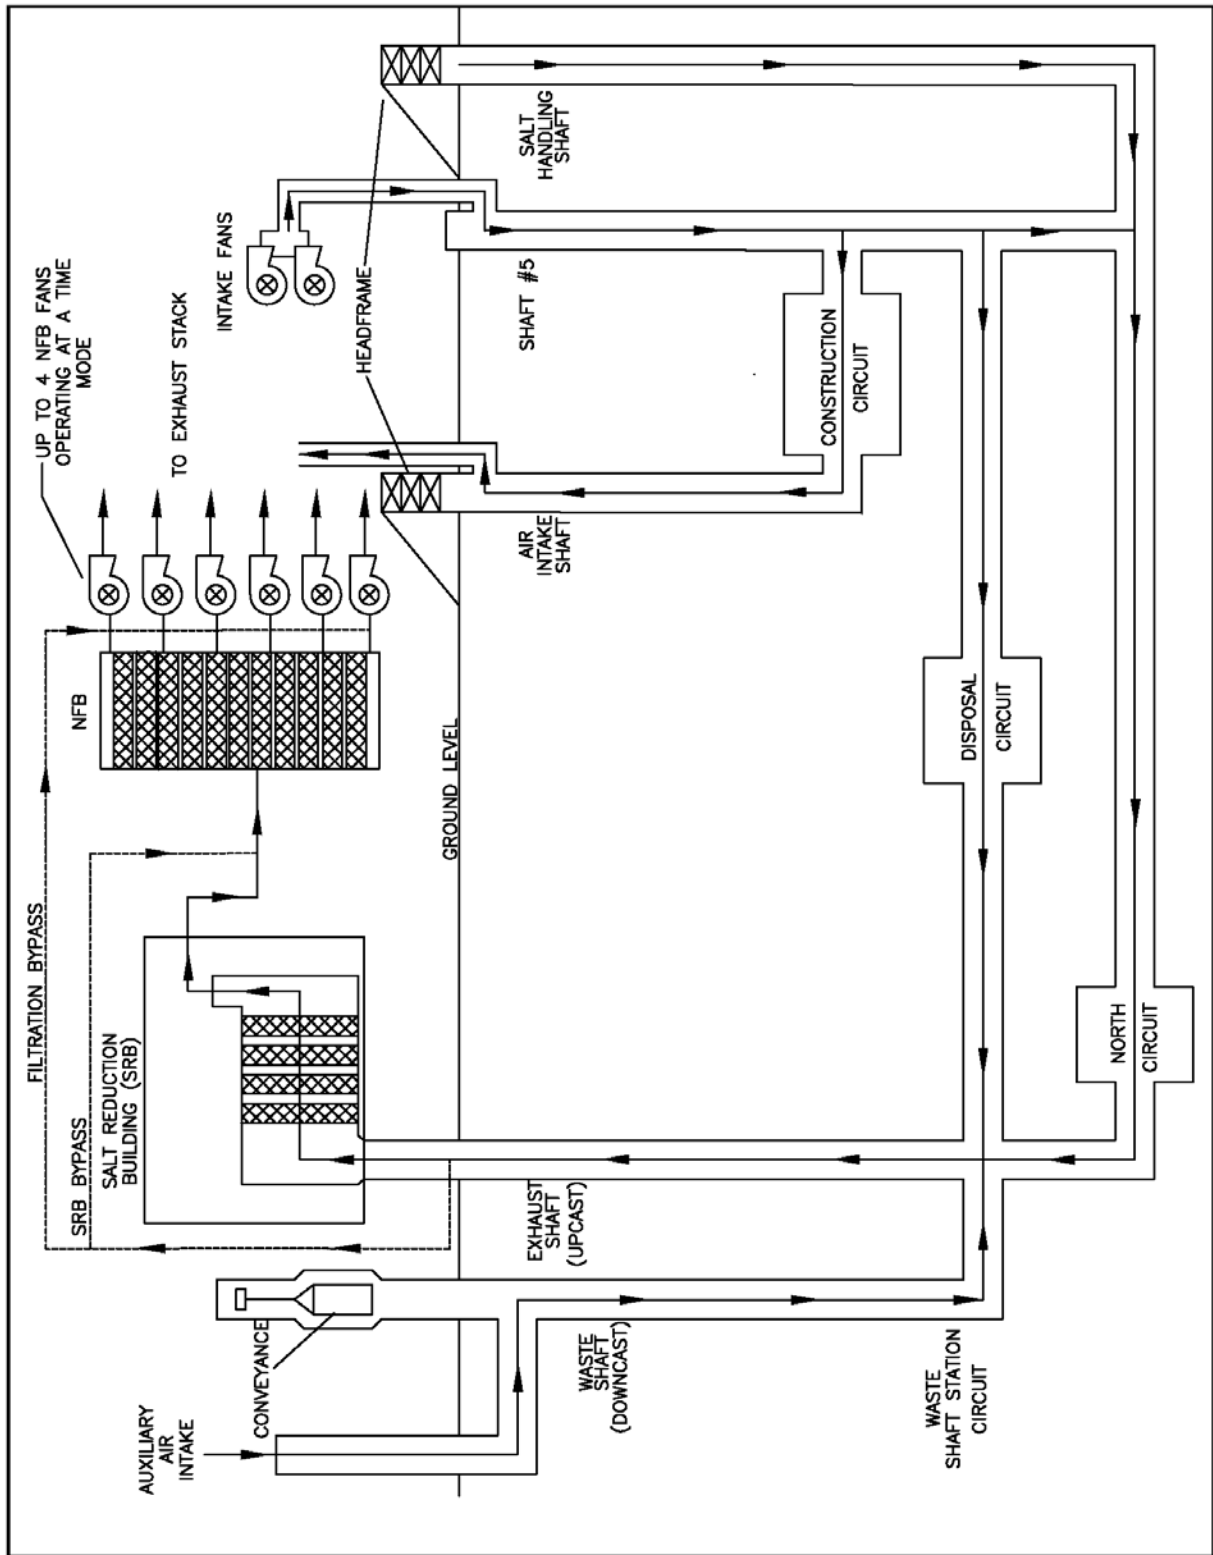 UP TO 4 NFB FANS
OPERATING AT A TIME
MODE
FILTRATION BYPASS
SRB BYPASS
SALT REDUCTION
BUILDING (SRB)
NFB
TO EXHAUST STACK
INTAKE FANS
AUXILIARY
AIR
INTAKE
CONVEYANCE
HEADFRAME
GROUND LEVEL
WASTE
SHAFT
(DOWNCAST)
EXHAUST
SHAFT
(UPCAST)
AIR
INTAKE
SHAFT
SHAFT #5
SALT
HANDLING
SHAFT
CONSTRUCTION
CIRCUIT
WASTE
SHAFT STATION
CIRCUIT
DISPOSAL
CIRCUIT
NORTH
CIRCUIT